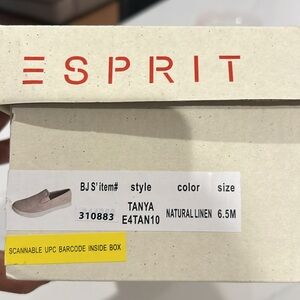 ESPRIT
BJ S' item# style color size
310883 TANYA E4TAN10 NATURAL LINEN 6.5M
SCANNABLE UPC BARCODE INSIDE BOX